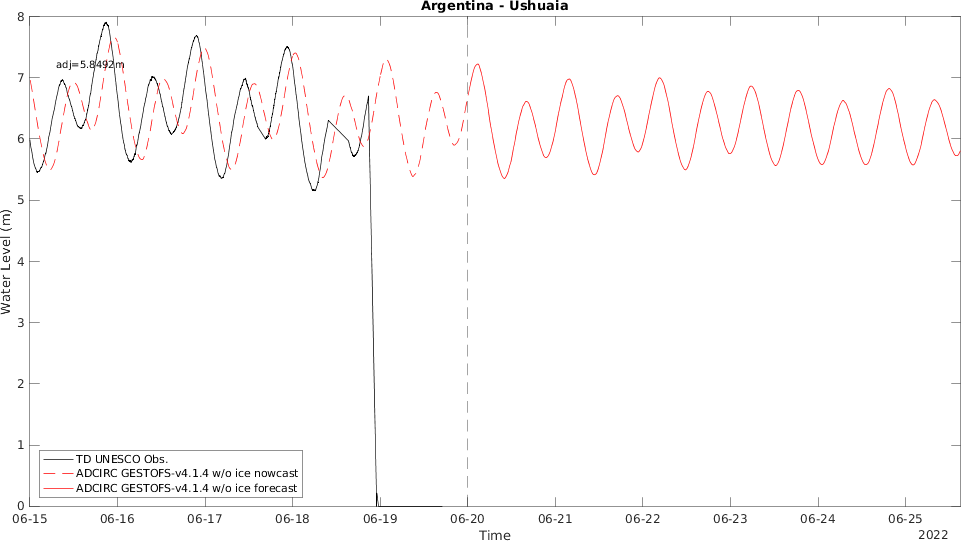 Argentina - Ushuaia
8
7
6
5
4
3
2
1
0
Water Level (m)
adj=5.8492m
TD UNESCO Obs.
ADCIRC GESTOFS-v4.1.4 w/o ice nowcast
ADCIRC GESTOFS-v4.1.4 w/o ice forecast
06-15 06-16 06-17 06-18 06-19 06-20 06-21 06-22 06-23 06-24 06-25
Time
2022